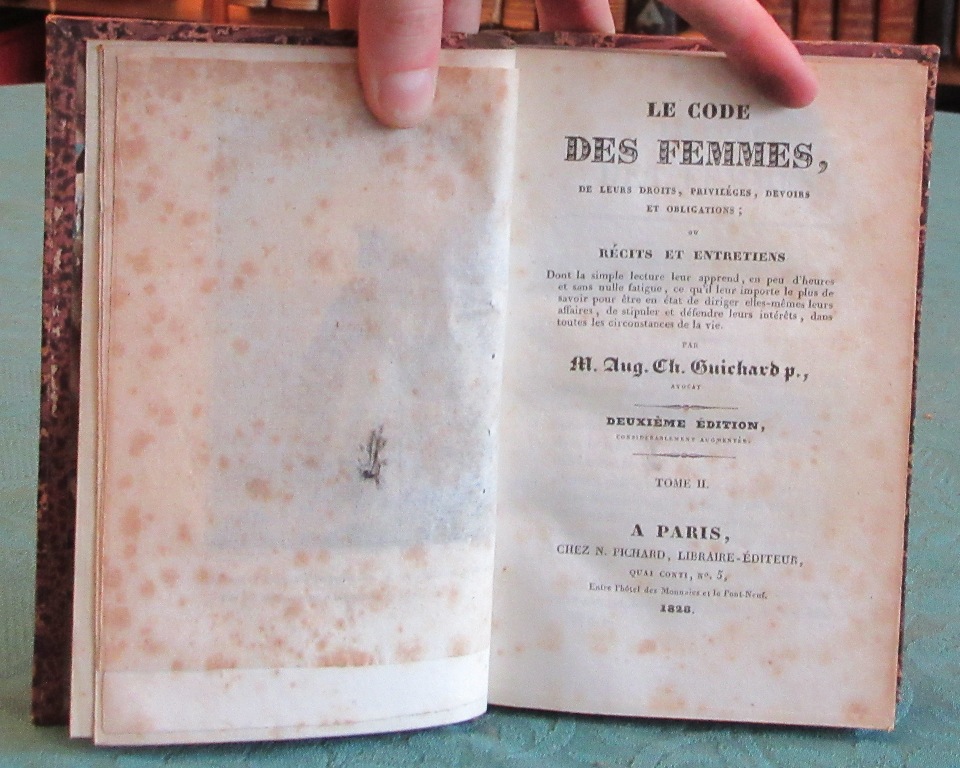 LE CODE
DES FEMMES,
DE LEURS DROITS, PRIVILÉGES, DEVOIRS
ET OBLIGATIONS ;
OU
RÉCITS ET ENTRETIENS
Dont la simple lecture leur apprend, en peu d'heures
et sans nulle fatigue, ce qu'il leur importe le plus de
savoir pour être en état de diriger elles-mêmes leurs
affaires, de stipuler et défendre leurs intérêts, dans
toutes les circonstances de la vie.
PAR
M. Aug. Ch. Guichard p.,
AVOCAT
DEUXIÈME ÉDITION,
CONSIDÉRABLEMENT AUGMENTÉE.
TOME II.
A PARIS,
CHEZ N. PICHARD, LIBRAIRE-ÉDITEUR,
QUAI CONTI, Nº. 5,
Entre l'hôtel des Monnaies et le Pont-Neuf.
1828.